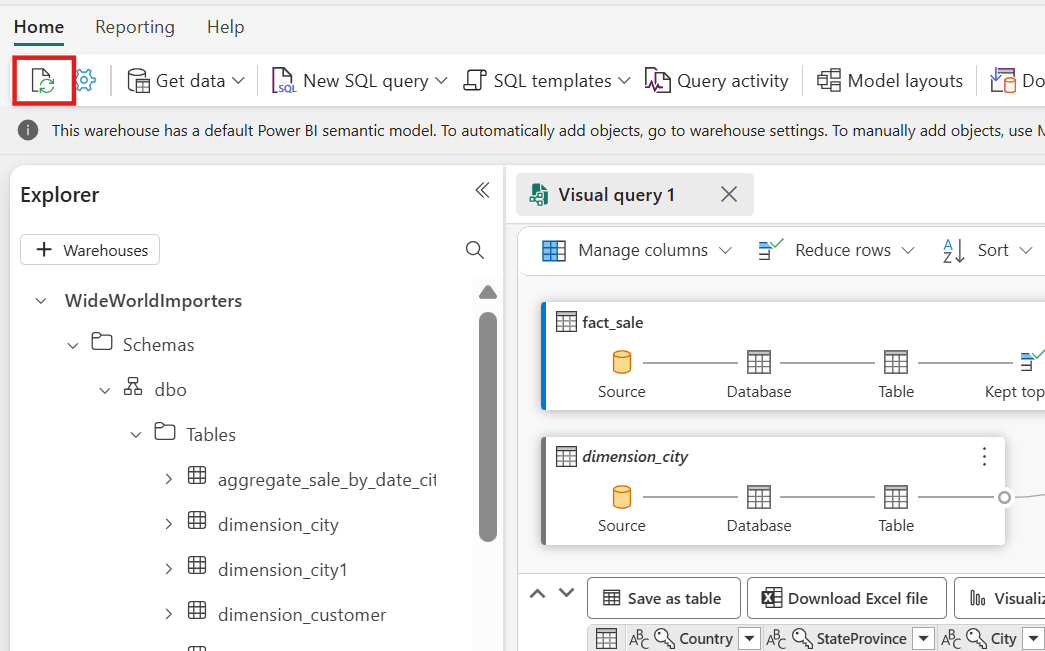 Home Reporting Help
Get data New SQL query SQL templates Query activity Model layouts Do
This warehouse has a default Power BI semantic model. To automatically add objects, go to warehouse settings. To manually add objects, use M
Explorer
Warehouses
WideWorldImporters
Schemas
dbo
Tables
aggregate_sale_by_date_cit
dimension_city
dimension_city1
dimension_customer
Visual query 1
Manage columns Reduce rows Sort
fact_sale
Source Database Table Kept top
dimension_city
Source Database Table
Save as table Download Excel file Visualiz
Country StateProvince City